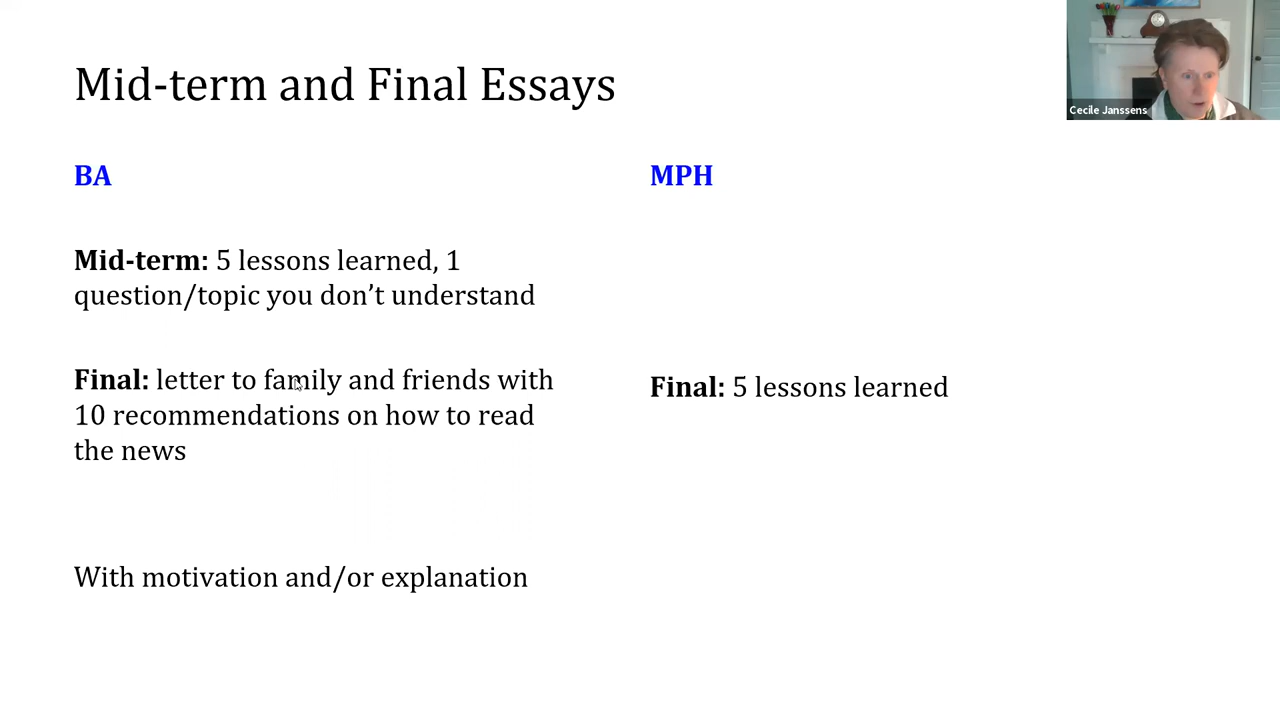 Mid-term and Final Essays
Cecile Janssens
BA
Mid-term: 5 lessons learned, 1
question/topic you don’t understand
Final: letter to family and friends with
10 recommendations on how to read
the news
With motivation and/or explanation
MPH
Final: 5 lessons learned